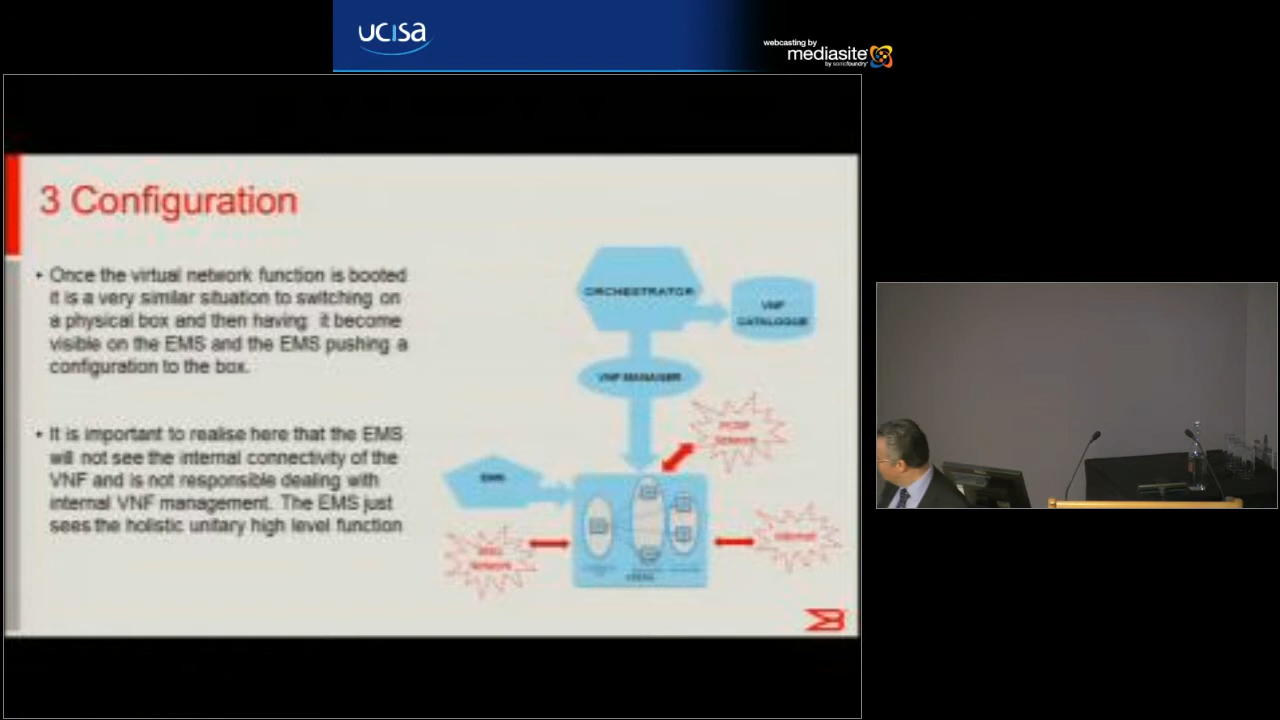 ucisa
webcasting by
mediasite
by sonicfoundry
3 Configuration
• Once the virtual network function is booted
it is a very similar situation to switching on
a physical box and then having it become
visible on the EMS and the EMS pushing a
configuration to the box.
• It is important to realise here that the EMS
will not see the internal connectivity of the
VNF and is not responsible dealing with
internal VNF management. The EMS just
sees the holistic unitary high level function
ORCHESTRATOR
VNF
CATALOGUE
VNF MANAGER
EMS
Internet